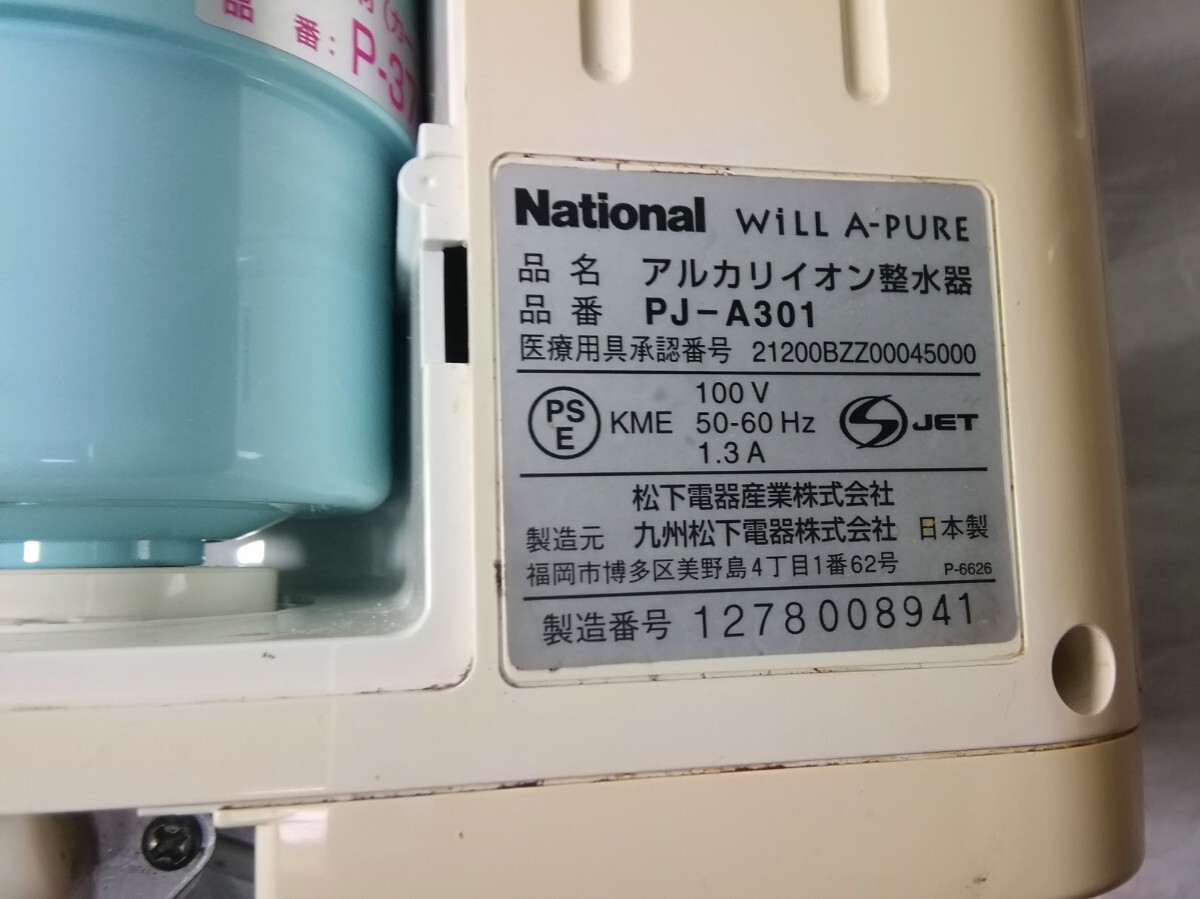 品番: P-37
National WiLL A-PURE
品名 アルカリイオン整水器
品番 PJ-A301
医療用具承認番号 21200BZZ00045000
PS E KME 100V 50-60Hz 1.3A JET
松下電器産業株式会社
製造元 九州松下電器株式会社 日本製
福岡市博多区美野島4丁目1番62号 P-6626
製造番号 1278008941